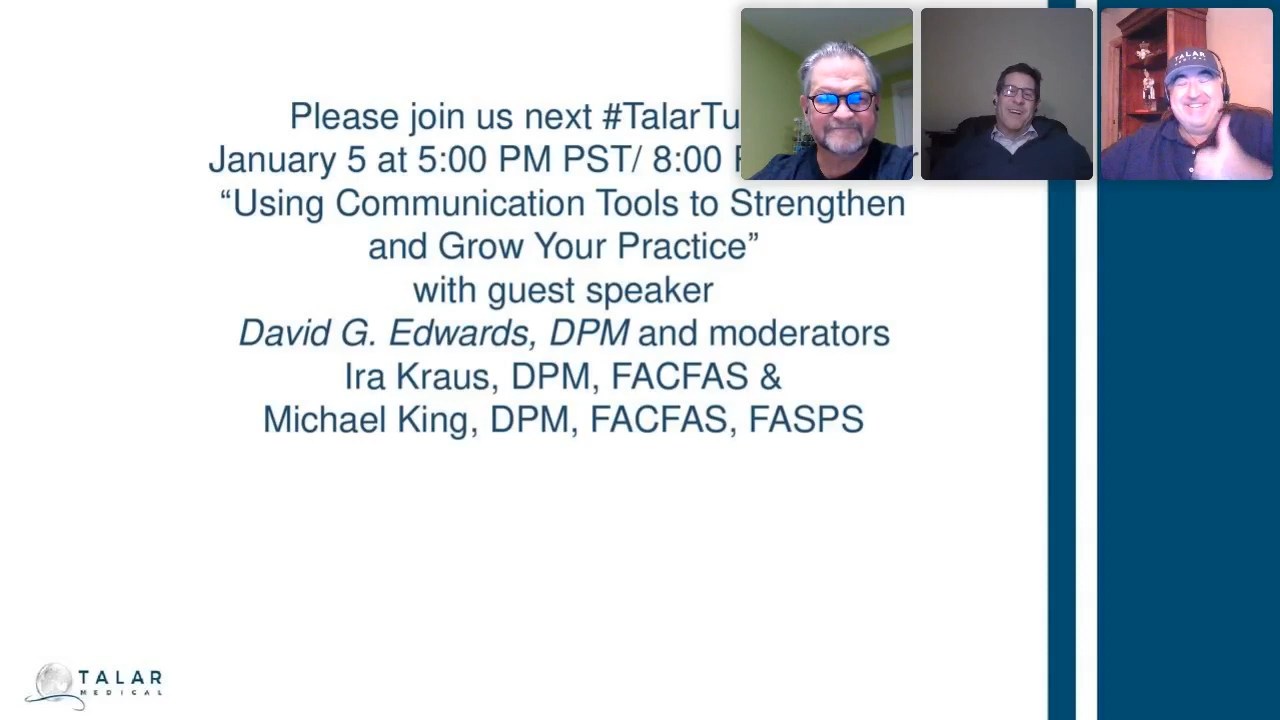 Please join us next #TalarTu
January 5 at 5:00 PM PST/ 8:00
“Using Communication Tools to Strengthen
and Grow Your Practice”
with guest speaker
David G. Edwards, DPM and moderators
Ira Kraus, DPM, FACFAS &
Michael King, DPM, FACFAS, FASPS
TALAR
MEDICAL
TALAR